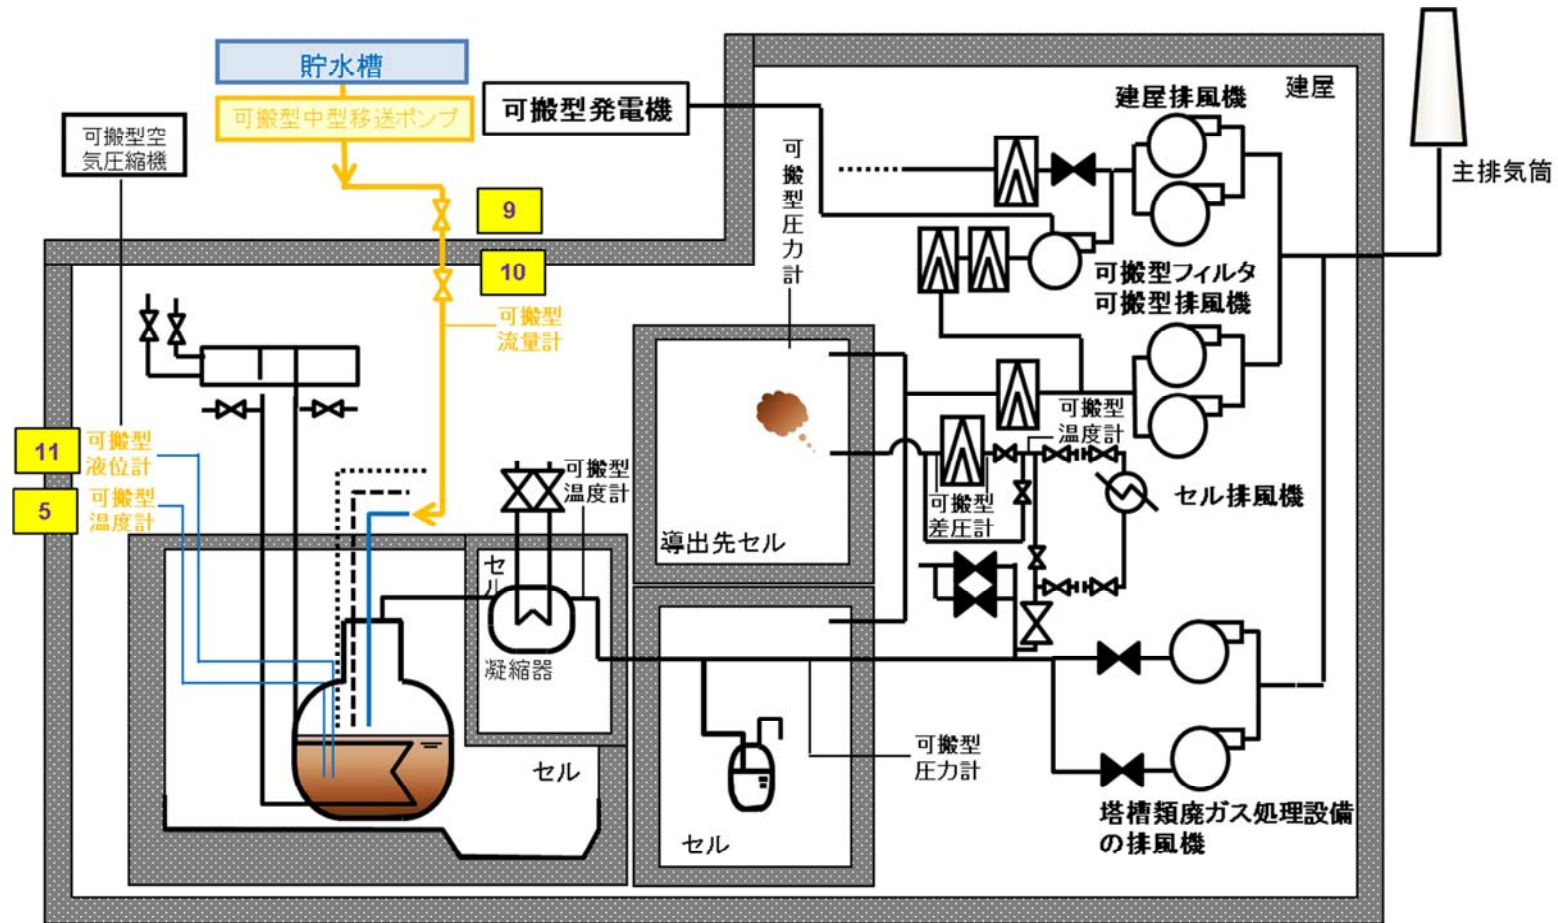 貯水槽
可搬型中型移送ポンプ
可搬型発電機
可搬型空
気圧縮機
建屋
建屋排風機
主排気筒
可搬型圧力計
9
10
可搬型
流量計
可搬型フィルタ
可搬型排風機
11
可搬型
液位計
5
可搬型
温度計
可搬型
温度計
可搬型
温度計
可搬型
差圧計
セル排風機
導出先セル
セル
凝縮器
セル
可搬型
圧力計
セル
塔槽類廃ガス処理設備
の排風機